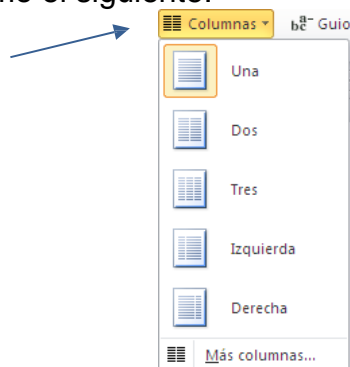 el siguiente:
Columnas
Guio
Una
Dos
Tres
Izquierda
Derecha
Más columnas...